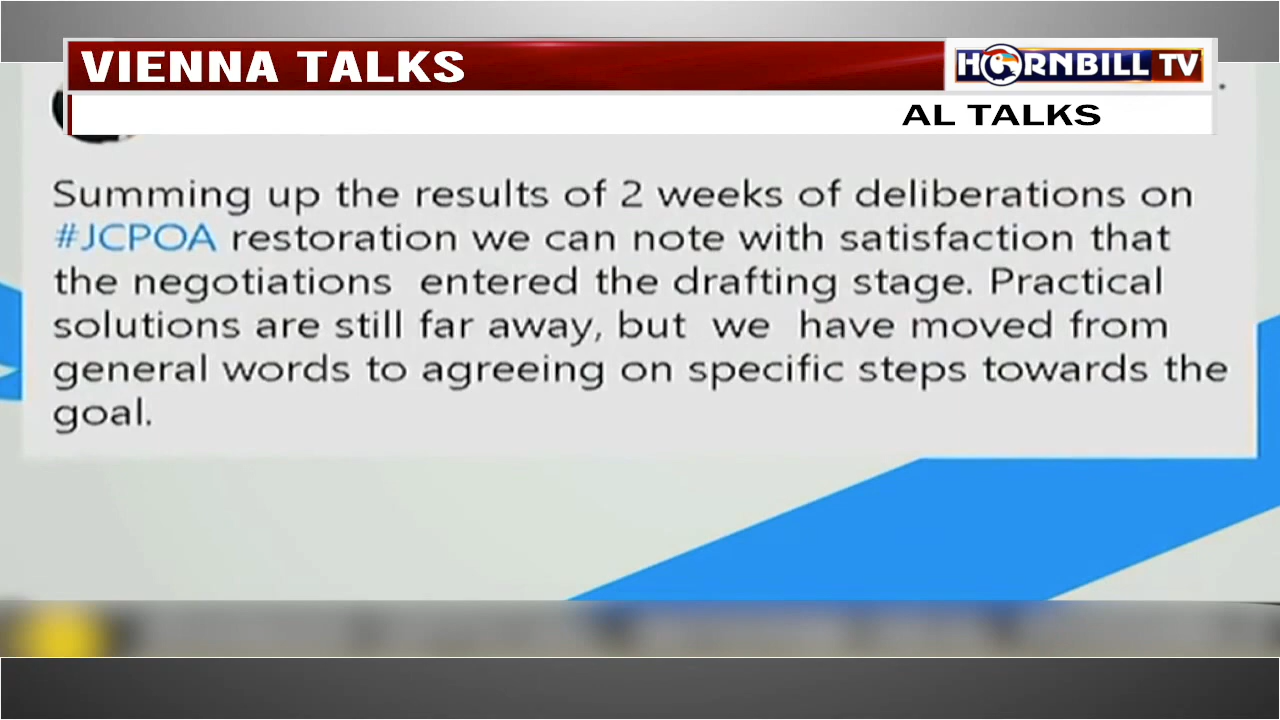 VIENNA TALKS
HORNBILL TV
AL TALKS
Summing up the results of 2 weeks of deliberations on
#JCPOA restoration we can note with satisfaction that
the negotiations entered the drafting stage. Practical
solutions are still far away, but we have moved from
general words to agreeing on specific steps towards the
goal.